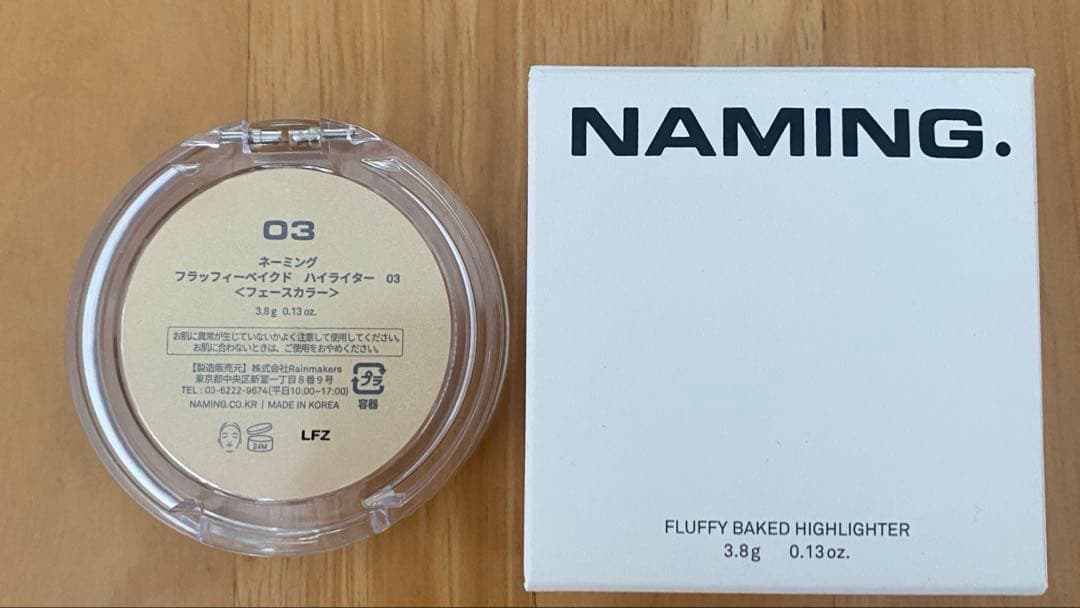 03
ネーミング
フラッフィーベイクド ハイライター 03
＜フェースカラー＞
3.8g 0.13oz.
お肌に異常が生じていないかよく注意して使用してください。
お肌に合わないときは、ご使用をおやめください。
【製造販売元】株式会社Rainmakers
東京都中央区新富一丁目8番9号
TEL : 03-6222-9674(平日10:00-17:00)
NAMING.CO.KR | MADE IN KOREA
プラ
容器
24M
LFZ
NAMING.
FLUFFY BAKED HIGHLIGHTER
3.8g 0.13oz.